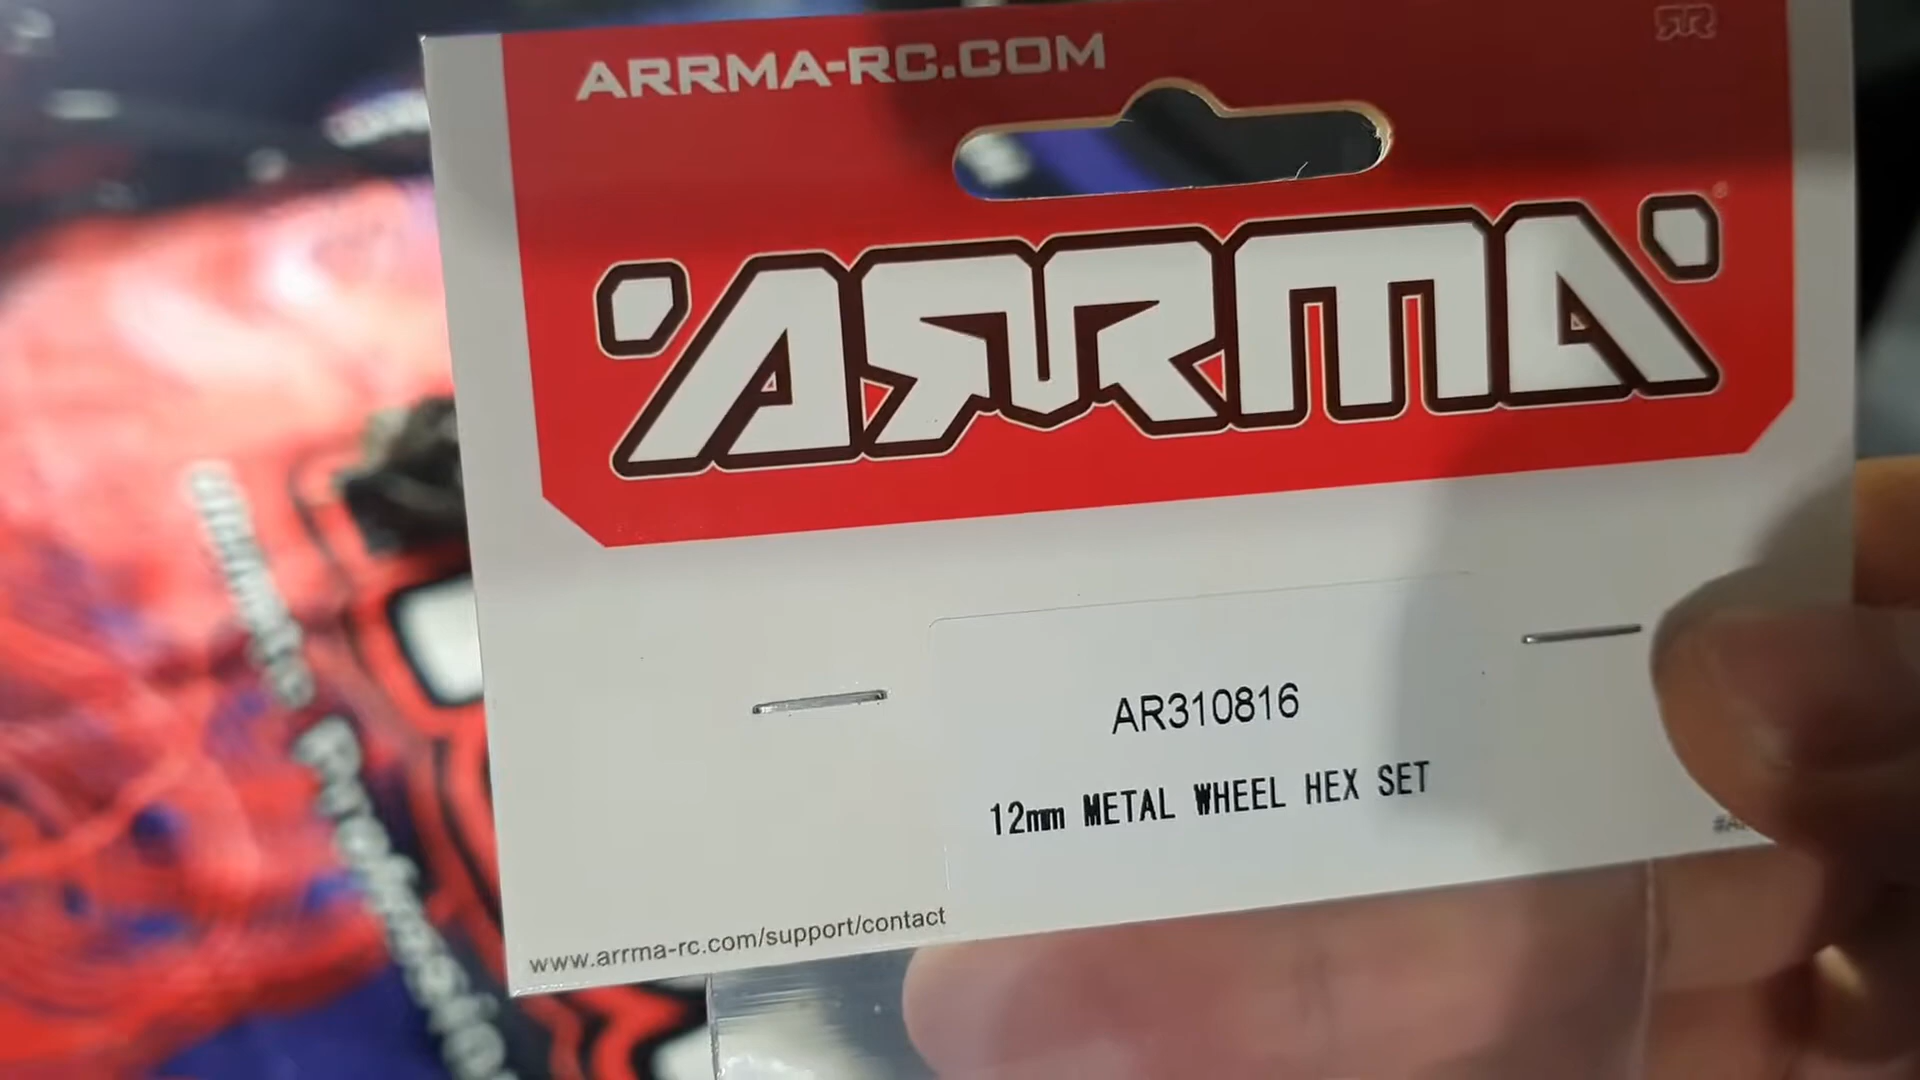 ARRMA-RC.COM
ARRMA
AR310816
12mm METAL WHEEL HEX SET
www.arrma-rc.com/support/contact